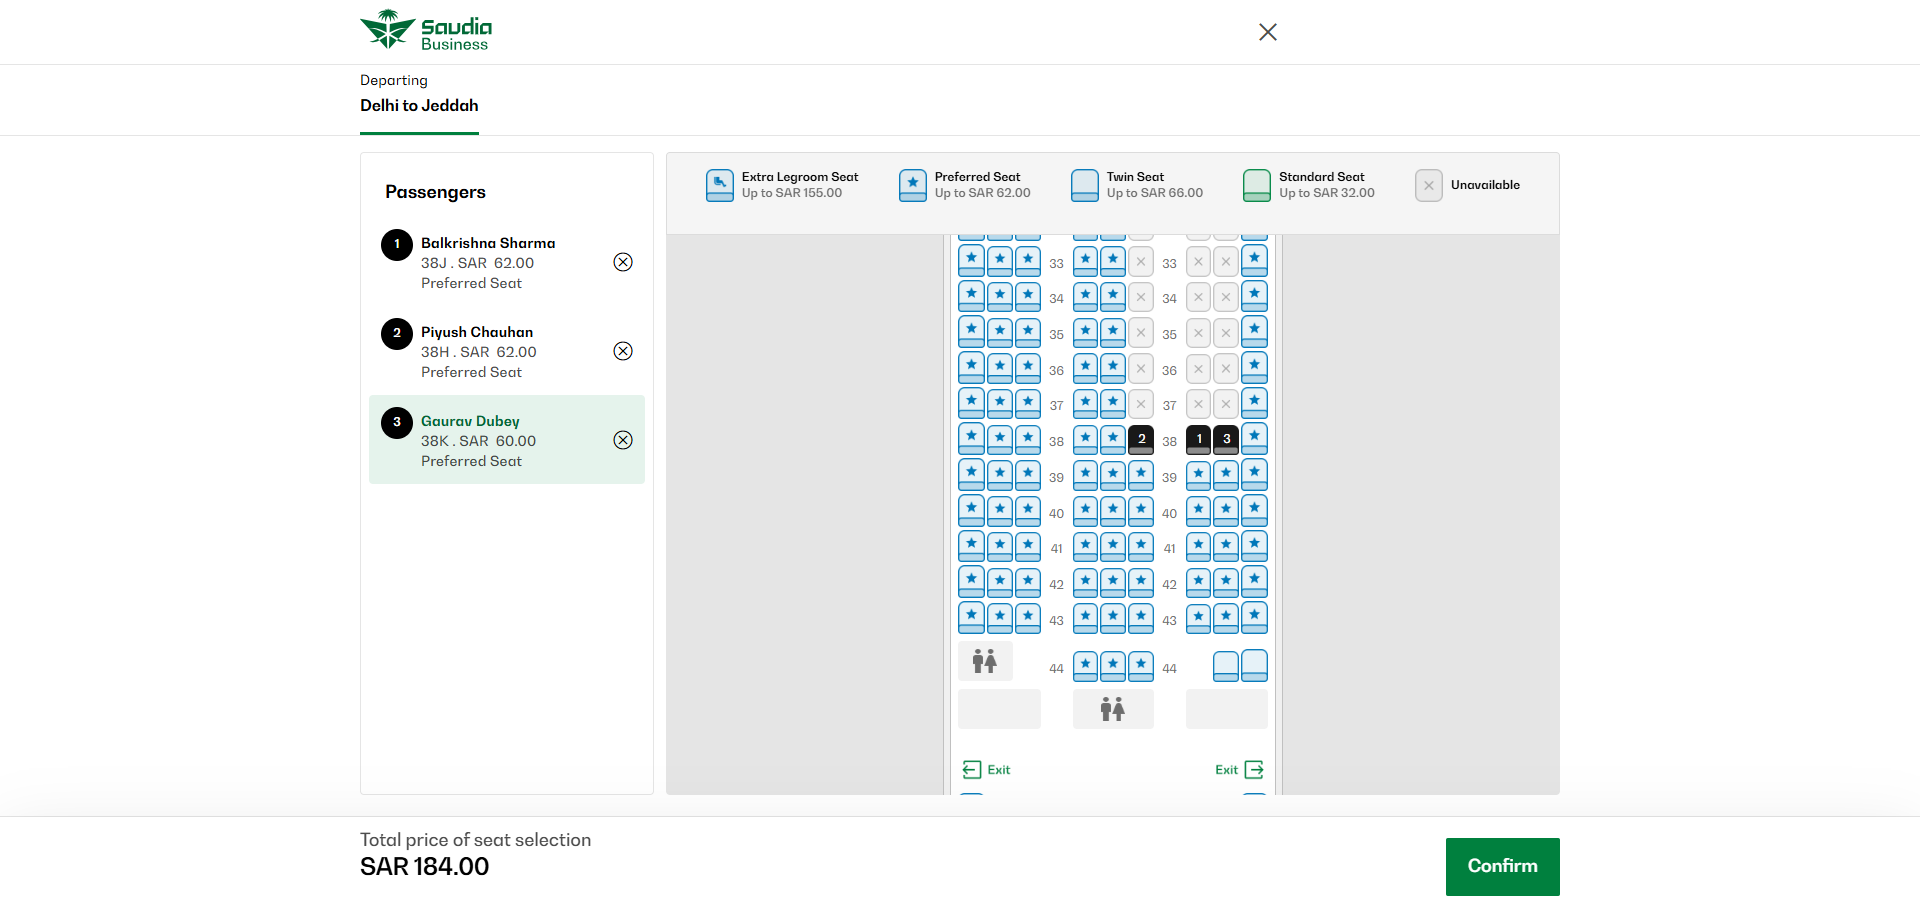 Saudia
Business
Departing
Delhi to Jeddah
Passengers
1
Balkrishna Sharma
38J . SAR 62.00
Preferred Seat
2
Piyush Chauhan
38H . SAR 62.00
Preferred Seat
3
Gaurav Dubey
38K . SAR 60.00
Preferred Seat
Extra Legroom Seat
Up to SAR 155.00
Preferred Seat
Up to SAR 62.00
Twin Seat
Up to SAR 66.00
Standard Seat
Up to SAR 32.00
Unavailable
33 33
34 34
35 35
36 36
37 37
38 2 38 1 3
39 39
40 40
41 41
42 42
43 43
44 44
Exit Exit
Total price of seat selection
SAR 184.00
Confirm